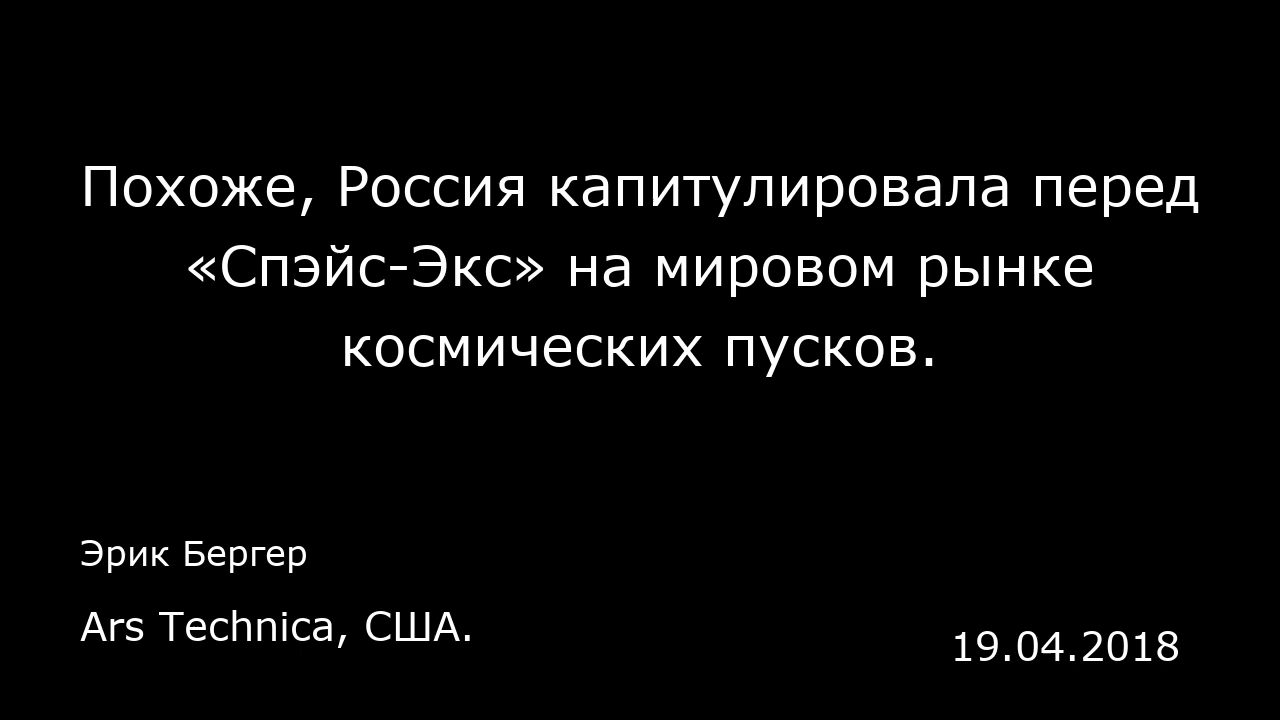 Похоже, Россия капитулировала перед
«Спэйс-Экс» на мировом рынке
космических пусков.
Эрик Бергер
Ars Technica, США.
19.04.2018